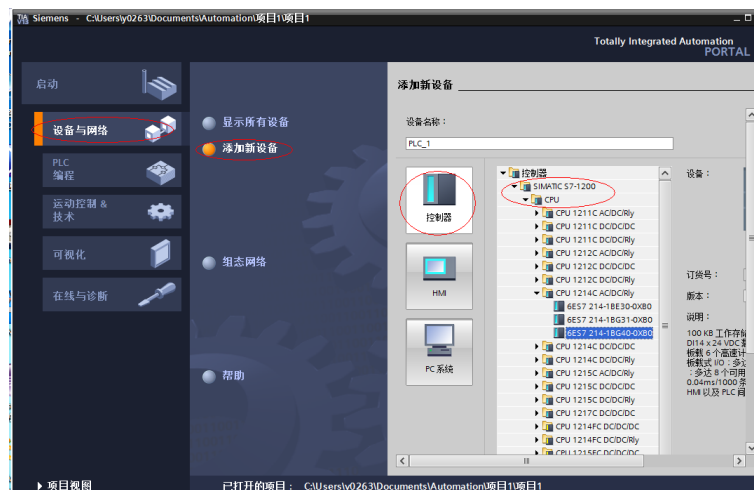 Siemens - C:\Users\y0263\Documents\Automation\项目1\项目1
Totally Integrated Automation
PORTAL
启动
设备与网络
PLC
编程
运动控制 &
技术
可视化
在线与诊断
显示所有设备
添加新设备
组态网络
帮助
添加新设备
设备名称：
PLC_1
控制器
HMI
PC 系统
控制器
SIMATIC S7-1200
CPU
CPU 1211C AC/DC/Rly
CPU 1211C DC/DC/DC
CPU 1211C DC/DC/Rly
CPU 1212C AC/DC/Rly
CPU 1212C DC/DC/DC
CPU 1212C DC/DC/Rly
CPU 1214C AC/DC/Rly
6ES7 214-1BE30-0XB0
6ES7 214-1BG31-0XB0
6ES7 214-1BG40-0XB0
CPU 1214C DC/DC/DC
CPU 1214C DC/DC/Rly
CPU 1215C AC/DC/Rly
CPU 1215C DC/DC/DC
CPU 1215C DC/DC/Rly
CPU 1217C DC/DC/DC
CPU 1214FC DC/DC/DC
CPU 1214FC DC/DC/Rly
CPU 1215FC DC/DC/DC
设备：
订货号：
版本：
说明：
100 KB 工作存储
DI14 x 24 VDC
板载 6 个高速计
板载式 I/O：多达
：多达 8 个可用
0.04ms/1000 条
HMI 以及 PLC 间
项目视图
已打开的项目： C:\Users\y0263\Documents\Automation\项目1\项目1